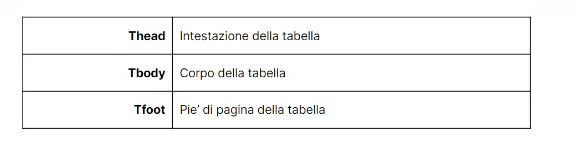 Thead Intestazione della tabella
Tbody Corpo della tabella
Tfoot Pie’ di pagina della tabella